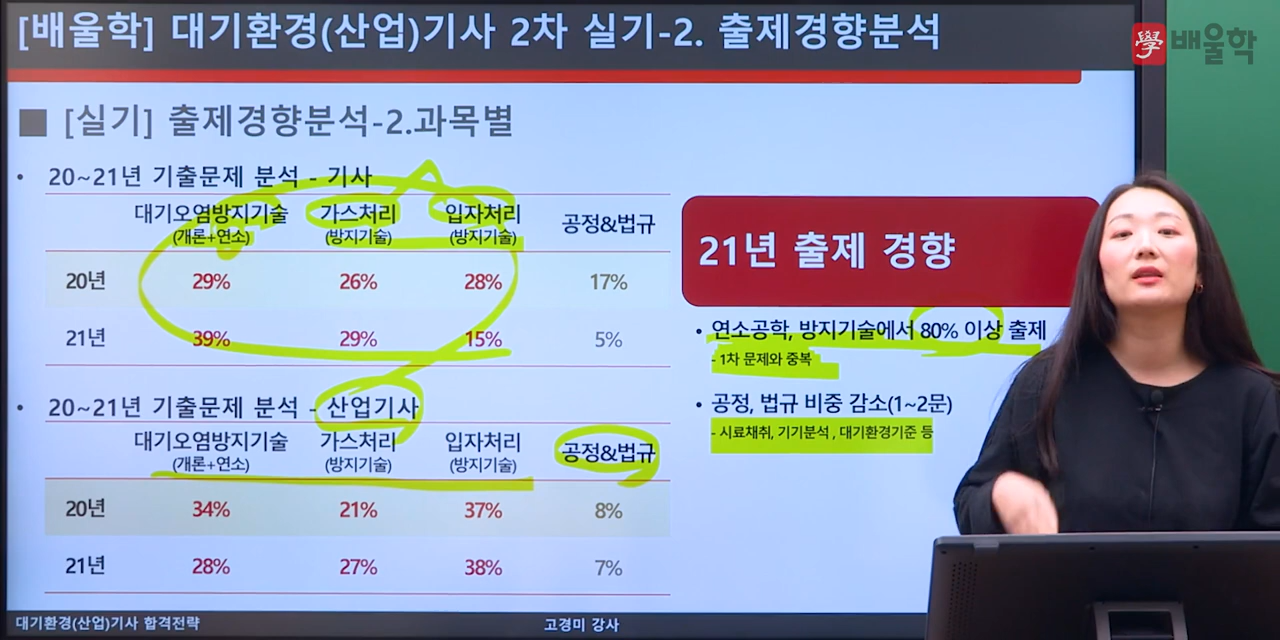 [배울학] 대기환경(산업)기사 2차 실기-2. 출제경향분석
學 배울학
■ [실기] 출제경향분석-2.과목별
• 20~21년 기출문제 분석 - 기사
대기오염방지기술 가스처리 입자처리 공정&법규
(개론+연소) (방지기술) (방지기술)
20년 29% 26% 28% 17%
21년 39% 29% 15% 5%
• 20~21년 기출문제 분석 - 산업기사
대기오염방지기술 가스처리 입자처리 공정&법규
(개론+연소) (방지기술) (방지기술)
20년 34% 21% 37% 8%
21년 28% 27% 38% 7%
21년 출제 경향
• 연소공학, 방지기술에서 80% 이상 출제
- 1차 문제와 중복
• 공정, 법규 비중 감소(1~2문)
- 시료채취, 기기분석 , 대기환경기준 등
대기환경(산업)기사 합격전략 고경미 강사